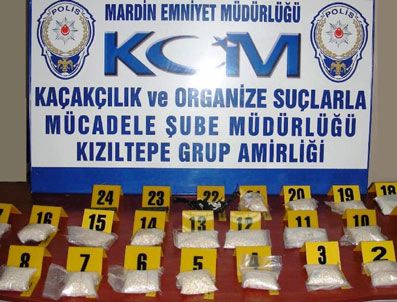 MARDİN EMNİYET MÜDÜRLÜĞÜ
POLİS
POLİS
KOM
KAÇAKÇILIK ve ORGANİZE SUÇLARLA
MÜCADELE ŞUBE MÜDÜRLÜĞÜ
KIZILTEPE GRUP AMİRLİĞİ
24 23 22 21 20 19 18
16 15 14 13 12 11 10
8 7 6 5 4 3 2